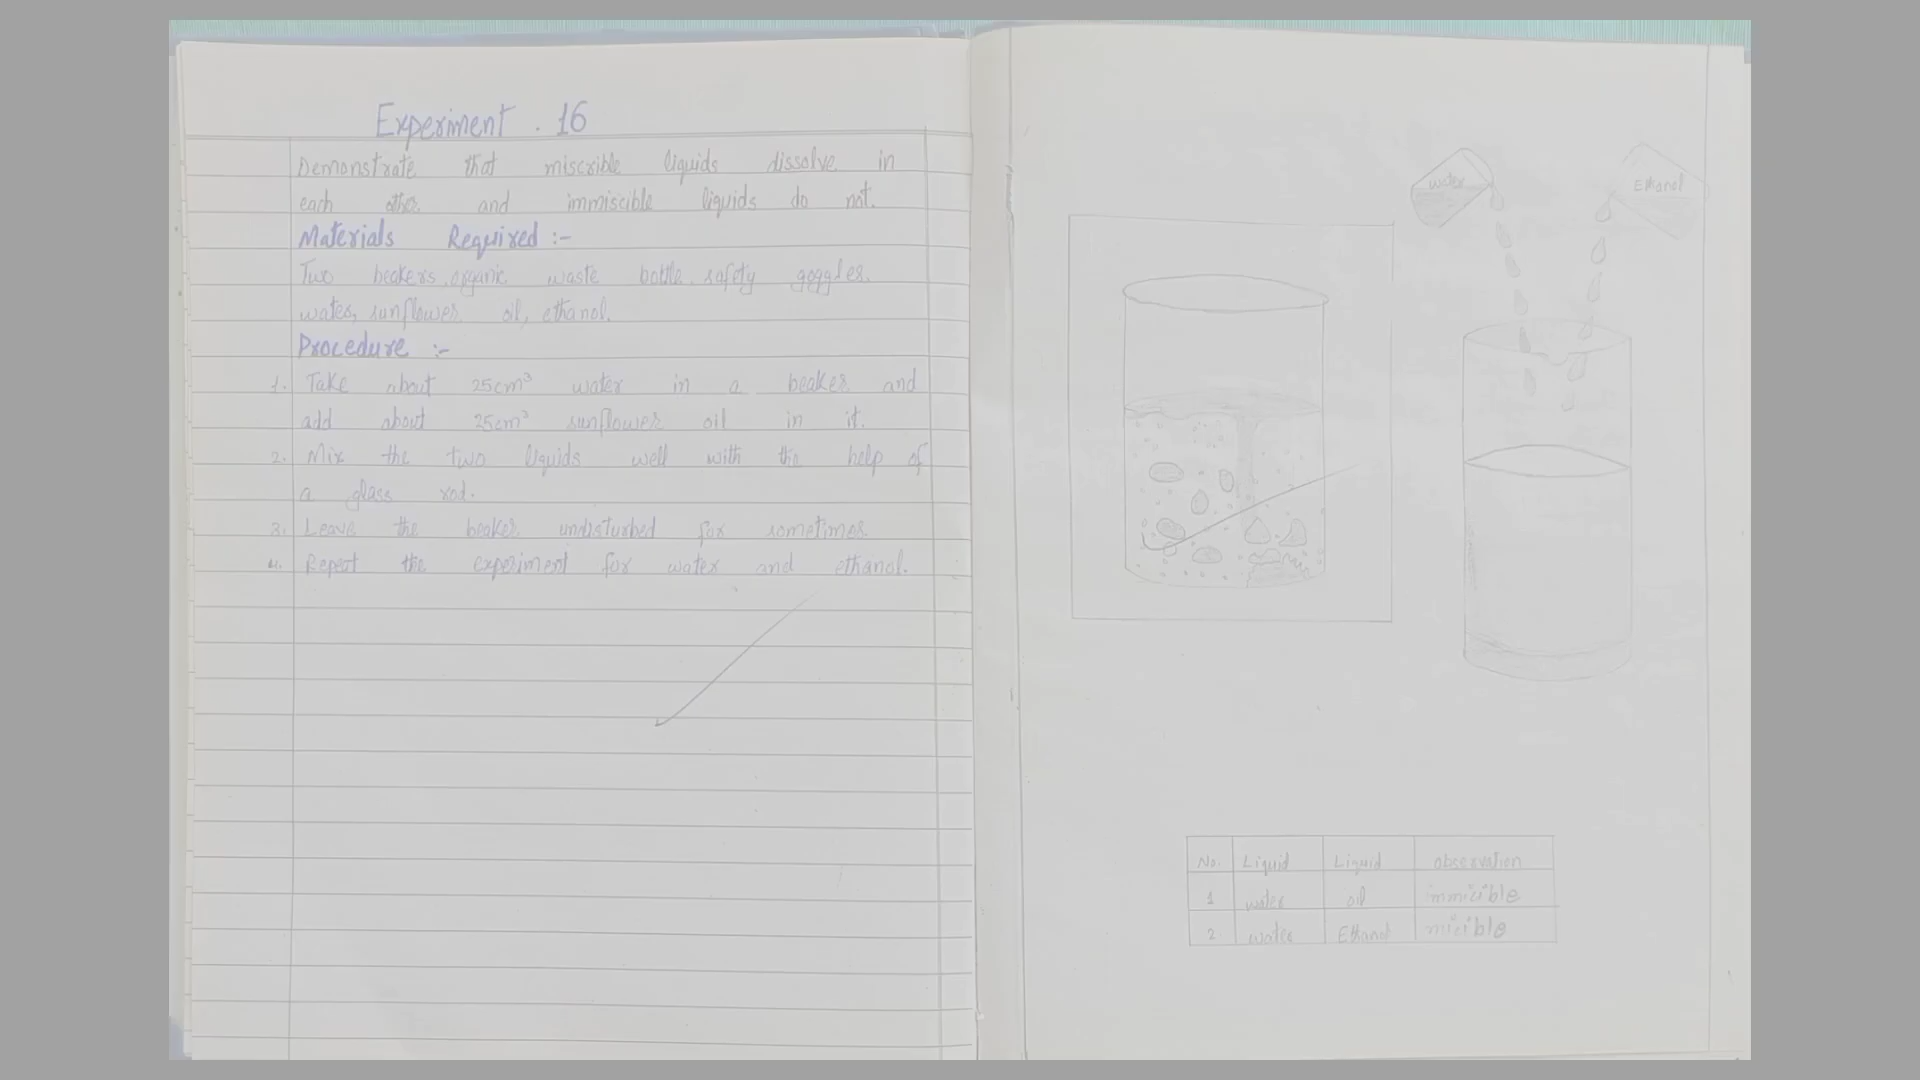 Experiment . 16
Demonstrate that miscrible liquids dissolve in
each other and immiscible liquids do not.
Materials Required :-
Two beakers, organic waste bottle, safety goggles.
water, sunflower oil, ethanol.
Procedure :-
1. Take about 25cm³ water in a beaker and
add about 25cm³ sunflower oil in it.
2. Mix the two liquids well with the help of
a glass rod.
3. Leave the beaker undisturbed for sometimes.
4. Repert the experiment for water and ethanol.
water
Ethanol
No. Liquid Liquid observation
1 water oil immicible
2 water Ethanol micible